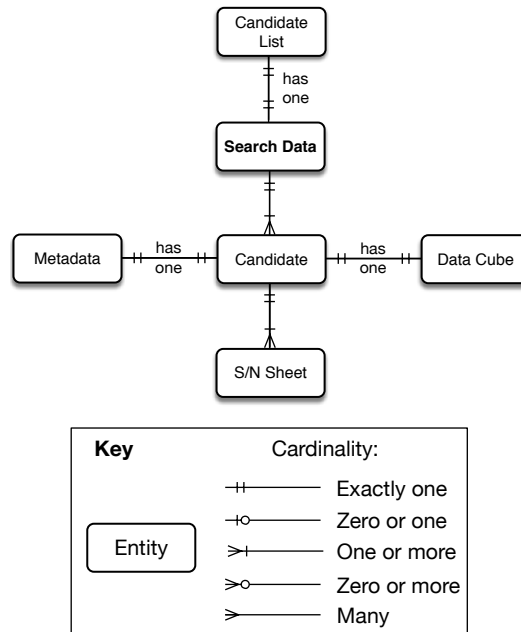 Candidate
List
has
one
Search Data
Metadata
has
one
Candidate
has
one
Data Cube
S/N Sheet
Key
Cardinality:
Entity
Exactly one
Zero or one
One or more
Zero or more
Many